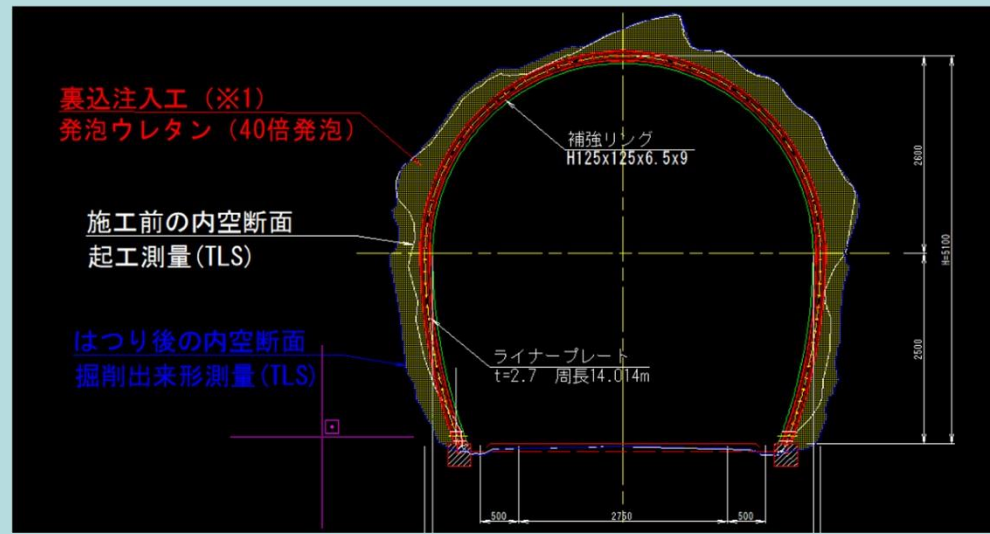 裏込注入工（※1）
発泡ウレタン（40倍発泡）
補強リング
H125x125x6.5x9
施工前の内空断面
起工測量(TLS)
はつり後の内空断面
掘削出来形測量(TLS)
ライナープレート
t=2.7 周長14.014m
2600
H=5100
2500
500
2750
500